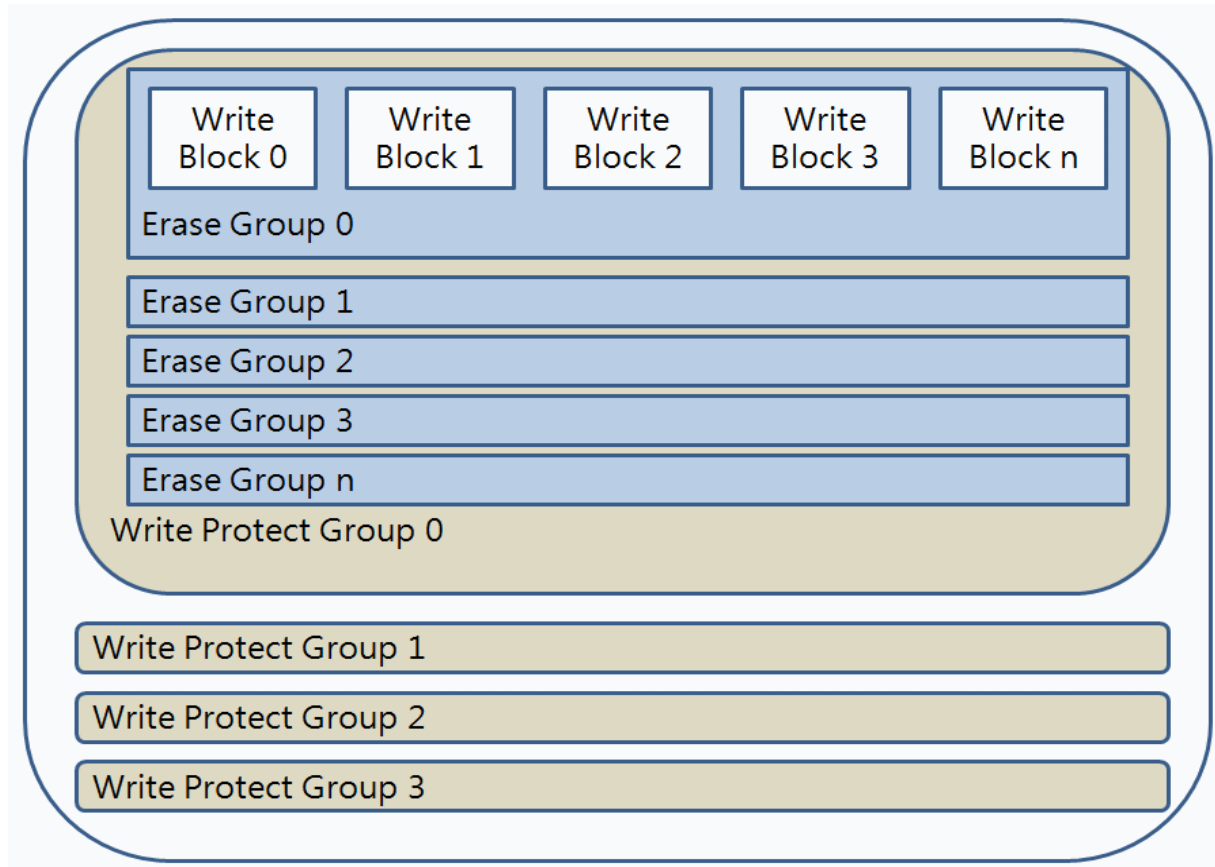 Write
Block 0
Write
Block 1
Write
Block 2
Write
Block 3
Write
Block n
Erase Group 0
Erase Group 1
Erase Group 2
Erase Group 3
Erase Group n
Write Protect Group 0
Write Protect Group 1
Write Protect Group 2
Write Protect Group 3